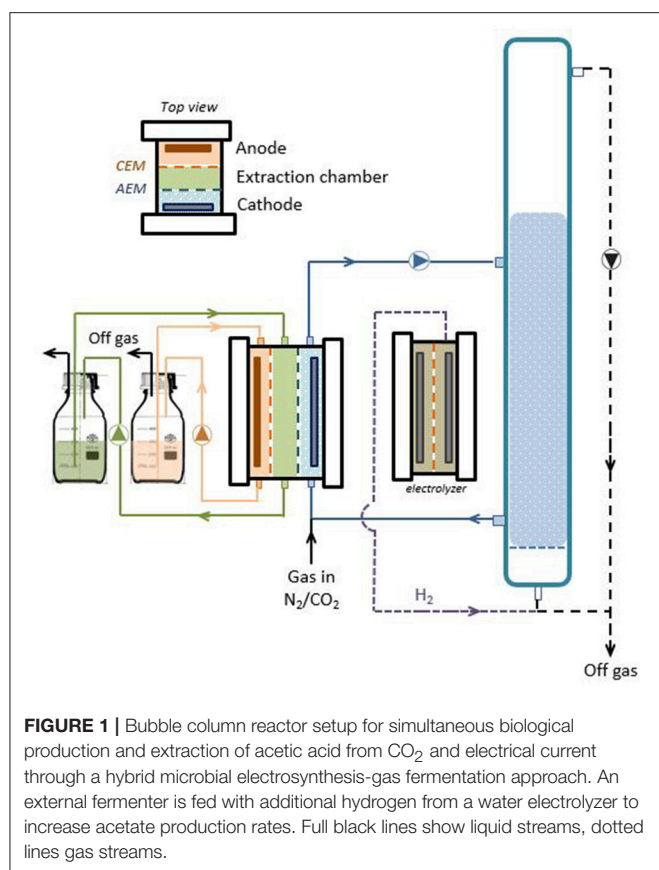 Top view
Anode
CEM
Extraction chamber
AEM
Cathode
Off gas
Off gas
electrolyzer
Gas in
N₂/CO₂
H₂
Off gas
FIGURE 1 | Bubble column reactor setup for simultaneous biological
production and extraction of acetic acid from CO₂ and electrical current
through a hybrid microbial electrosynthesis-gas fermentation approach. An
external fermenter is fed with additional hydrogen from a water electrolyzer to
increase acetate production rates. Full black lines show liquid streams, dotted
lines gas streams.